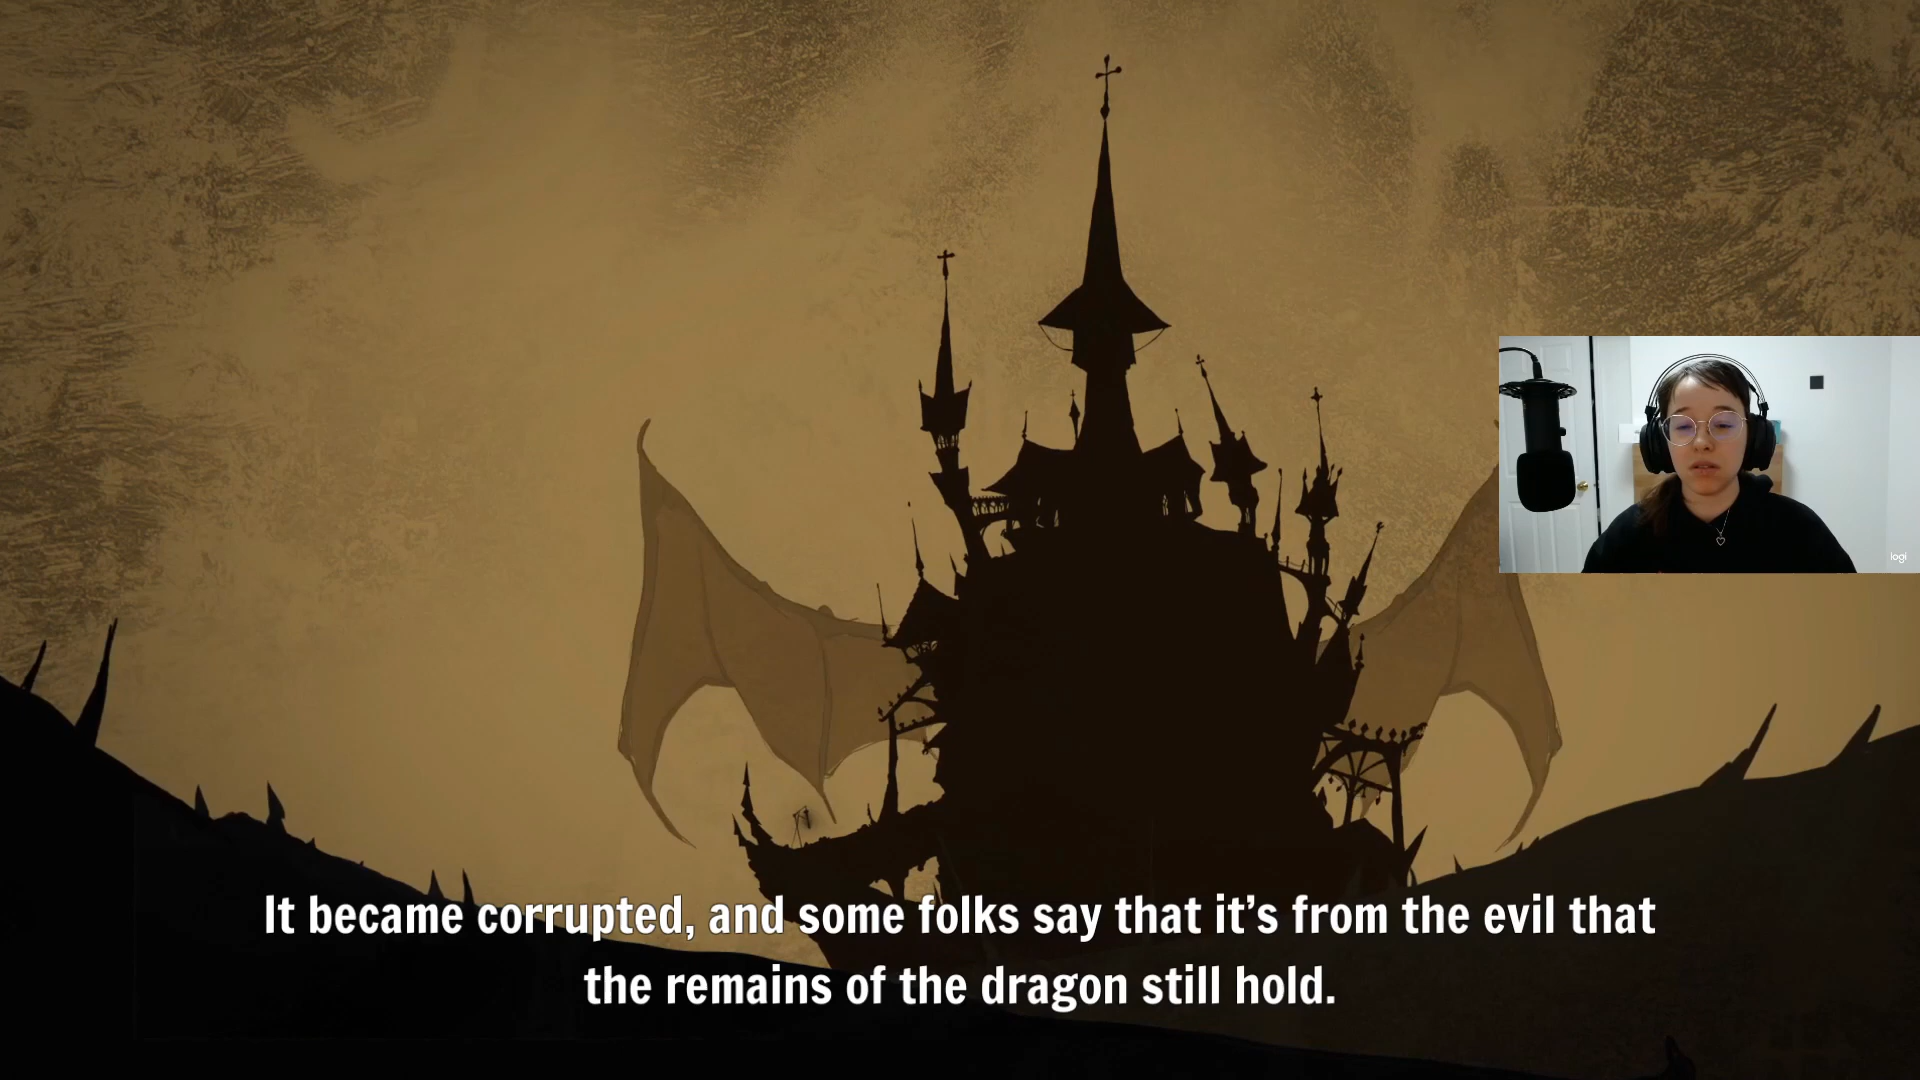 logi
It became corrupted, and some folks say that it’s from the evil that
the remains of the dragon still hold.